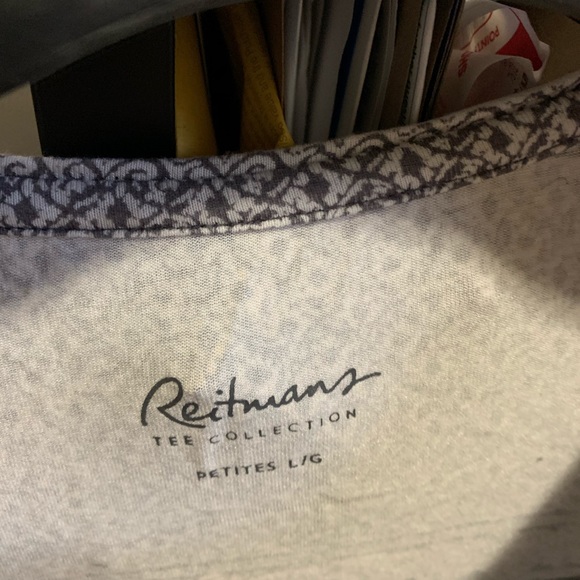 Reitmans
TEE COLLECTION
PETITES L/G